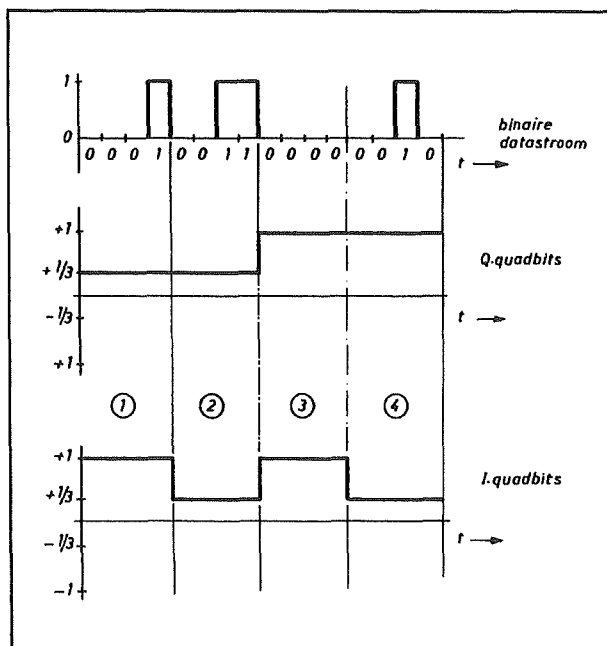 1
0
0 0 0 1 0 0 1 1 0 0 0 0 0 0 1 0
binaire
datastroom
t
+1
+1/3
-1/3
+1
Q.quadbits
t
1 2 3 4
+1
+1/3
-1/3
-1
I.quadbits
t